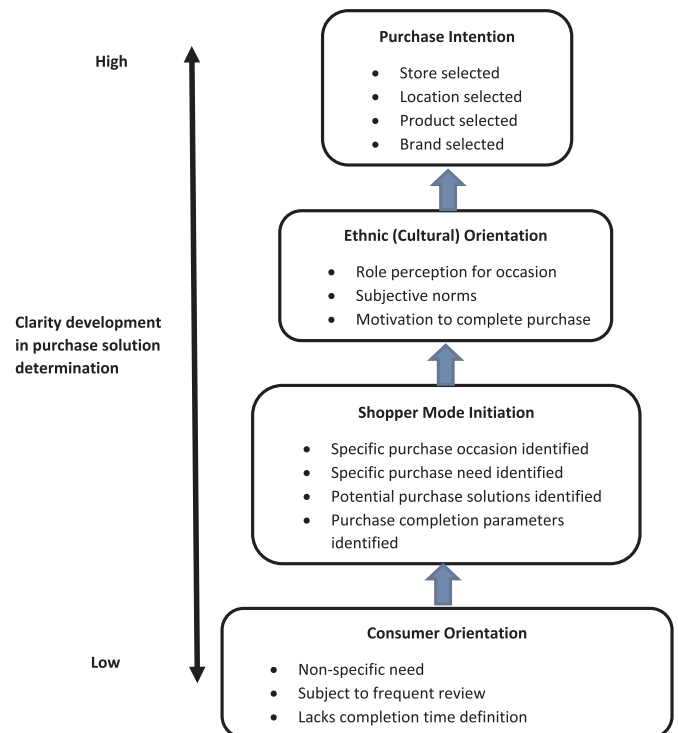 Purchase Intention
High
• Store selected
• Location selected
• Product selected
• Brand selected
Ethnic (Cultural) Orientation
• Role perception for occasion
• Subjective norms
• Motivation to complete purchase
Clarity development
in purchase solution
determination
Shopper Mode Initiation
• Specific purchase occasion identified
• Specific purchase need identified
• Potential purchase solutions identified
• Purchase completion parameters
identified
Consumer Orientation
Low
• Non-specific need
• Subject to frequent review
• Lacks completion time definition